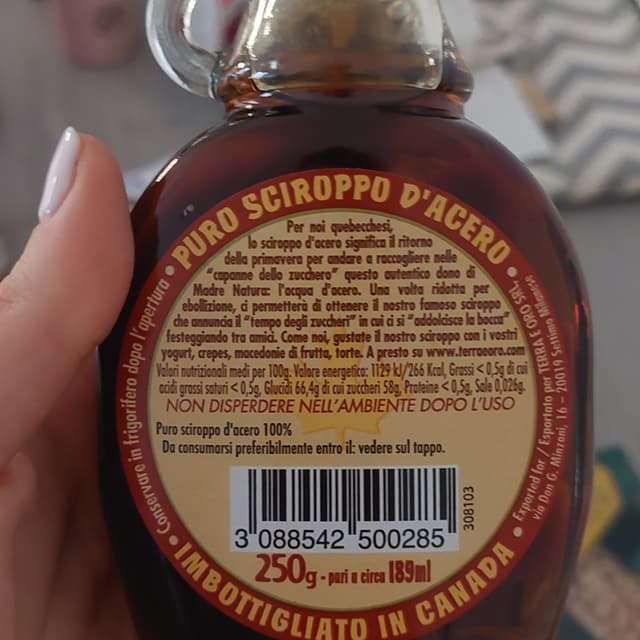 PURO SCIROPPO D'ACERO
Per noi quebecchesi,
lo sciroppo d'acero significa il ritorno
della primavera per andare a raccogliere nelle
"capanne dello zucchero" questo autentico dono di
Madre Natura: l'acqua d'acero. Una volta ridotta per
ebollizione, ci permetterà di ottenere il nostro famoso sciroppo
che annuncia il "tempo degli zuccheri" in cui ci si "addolcisce la bocca"
festeggiando tra amici. Come noi, gustate il nostro sciroppo con i vostri
yogurt, crepes, macedonie di frutta, torte. A presto su www.terraeoro.com
Valori nutrizionali medi per 100g: Valore energetico: 1129 kJ/266 Kcal, Grassi < 0,5g di cui
acidi grassi saturi < 0,5g, Glucidi 66,4g di cui zuccheri 58g, Proteine < 0,5g, Sale 0,026g.
NON DISPERDERE NELL'AMBIENTE DOPO L'USO
Puro sciroppo d'acero 100%
Da consumarsi preferibilmente entro il: vedere sul tappo.
308103
3 088542 500285
250g - pari a circa 189ml
IMBOTTIGLIATO IN CANADA
Conservare in frigorifero dopo l'apertura
Exported for / Esportato per TERRA E ORO SRL,
via Don G. Minzoni, 16 - 20019 Settimo Milanese